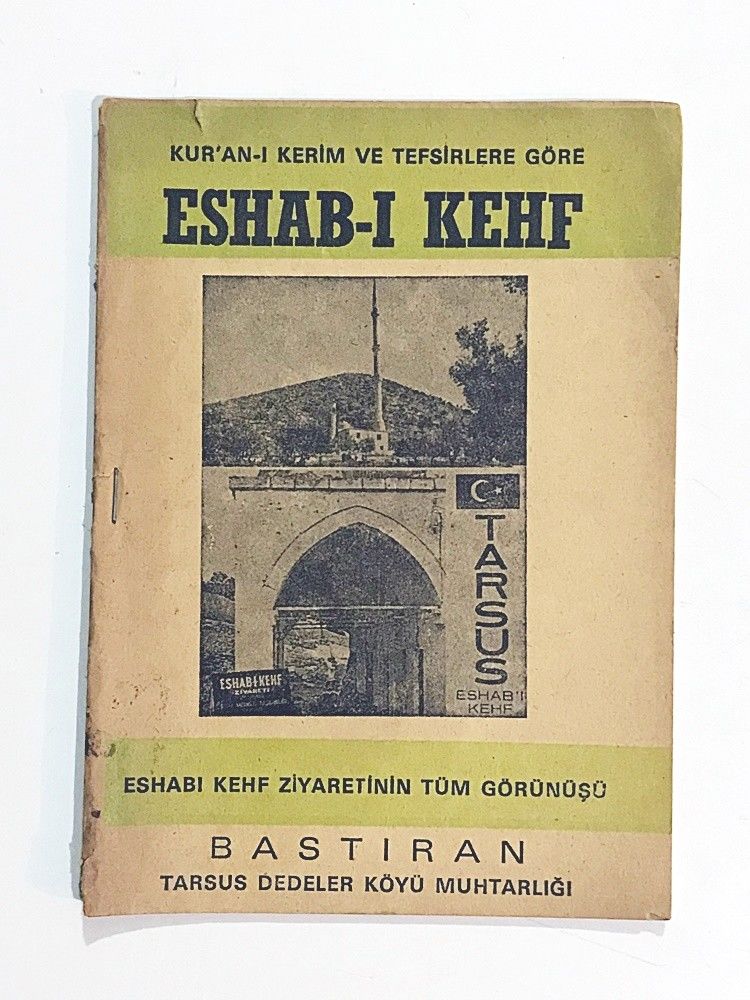 KUR'AN-I KERİM VE TEFSİRLERE GÖRE
ESHAB-I KEHF
TARSUS
ESHAB'I
KEHF
ESHAB-I KEHF
ZİYARETİ
ESHABI KEHF ZİYARETİNİN TÜM GÖRÜNÜŞÜ
BASTIRAN
TARSUS DEDELER KÖYÜ MUHTARLIĞI